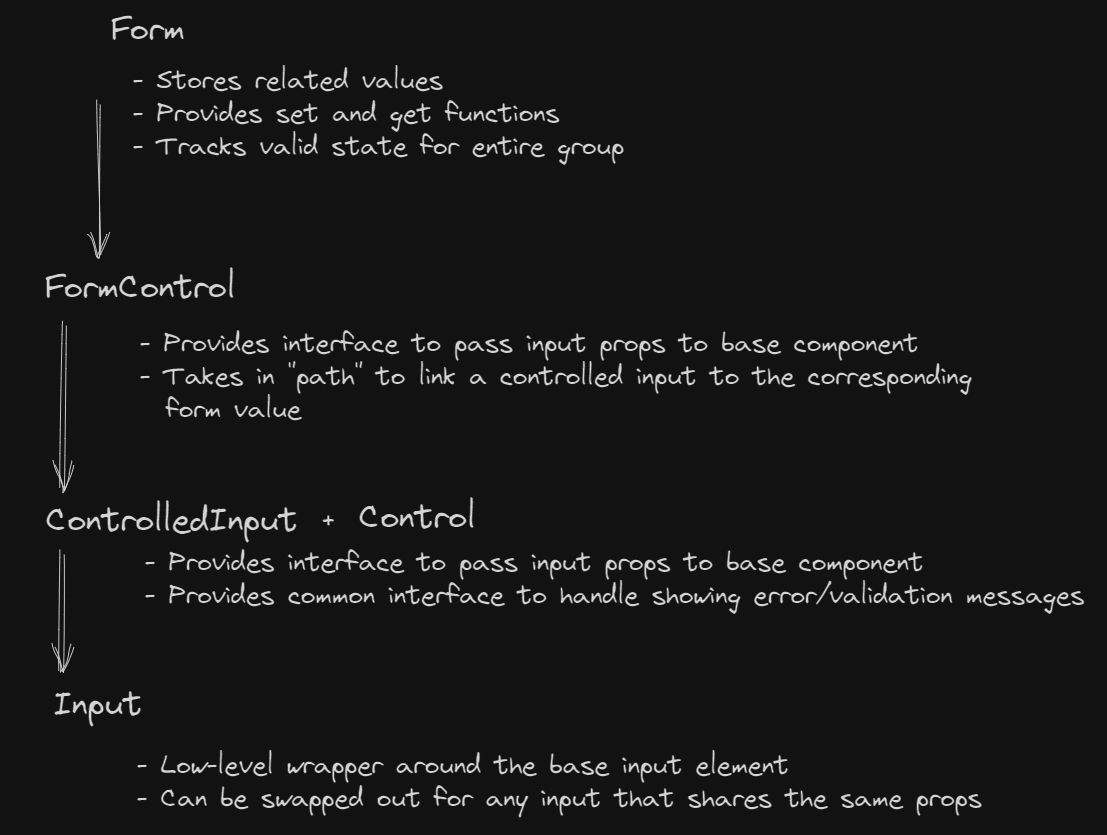 Form
- Stores related values
- Provides set and get functions
- Tracks valid state for entire group
FormControl
- Provides interface to pass input props to base component
- Takes in "path" to link a controlled input to the corresponding
form value
ControlledInput + Control
- Provides interface to pass input props to base component
- Provides common interface to handle showing error/validation messages
Input
- Low-level wrapper around the base input element
- Can be swapped out for any input that shares the same props